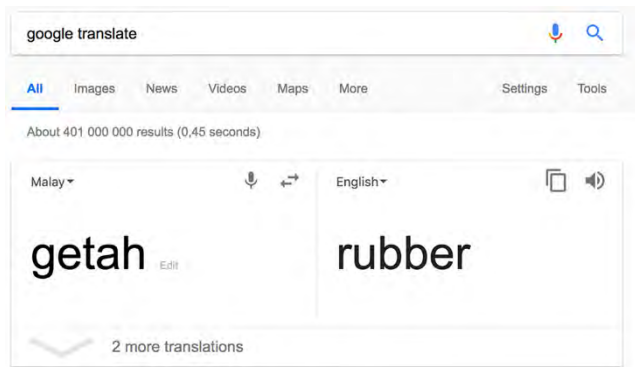 google translate
All Images News Videos Maps More Settings Tools
About 401 000 000 results (0,45 seconds)
Malay English
getah Edit rubber
2 more translations